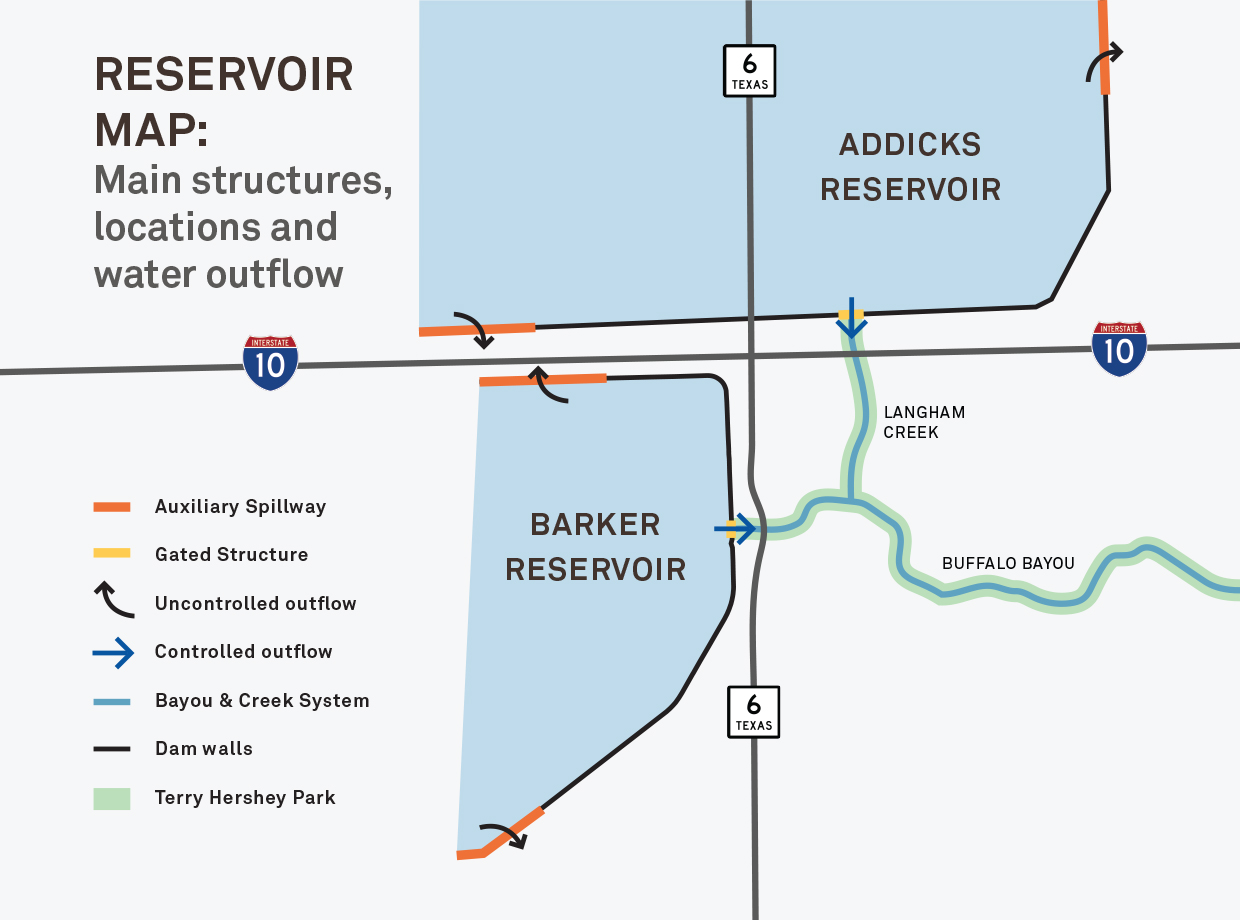 RESERVOIR
MAP:
Main structures,
locations and
water outflow
6
TEXAS
ADDICKS
RESERVOIR
INTERSTATE
10
INTERSTATE
10
LANGHAM
CREEK
BARKER
RESERVOIR
BUFFALO BAYOU
6
TEXAS
Auxiliary Spillway
Gated Structure
Uncontrolled outflow
Controlled outflow
Bayou & Creek System
Dam walls
Terry Hershey Park